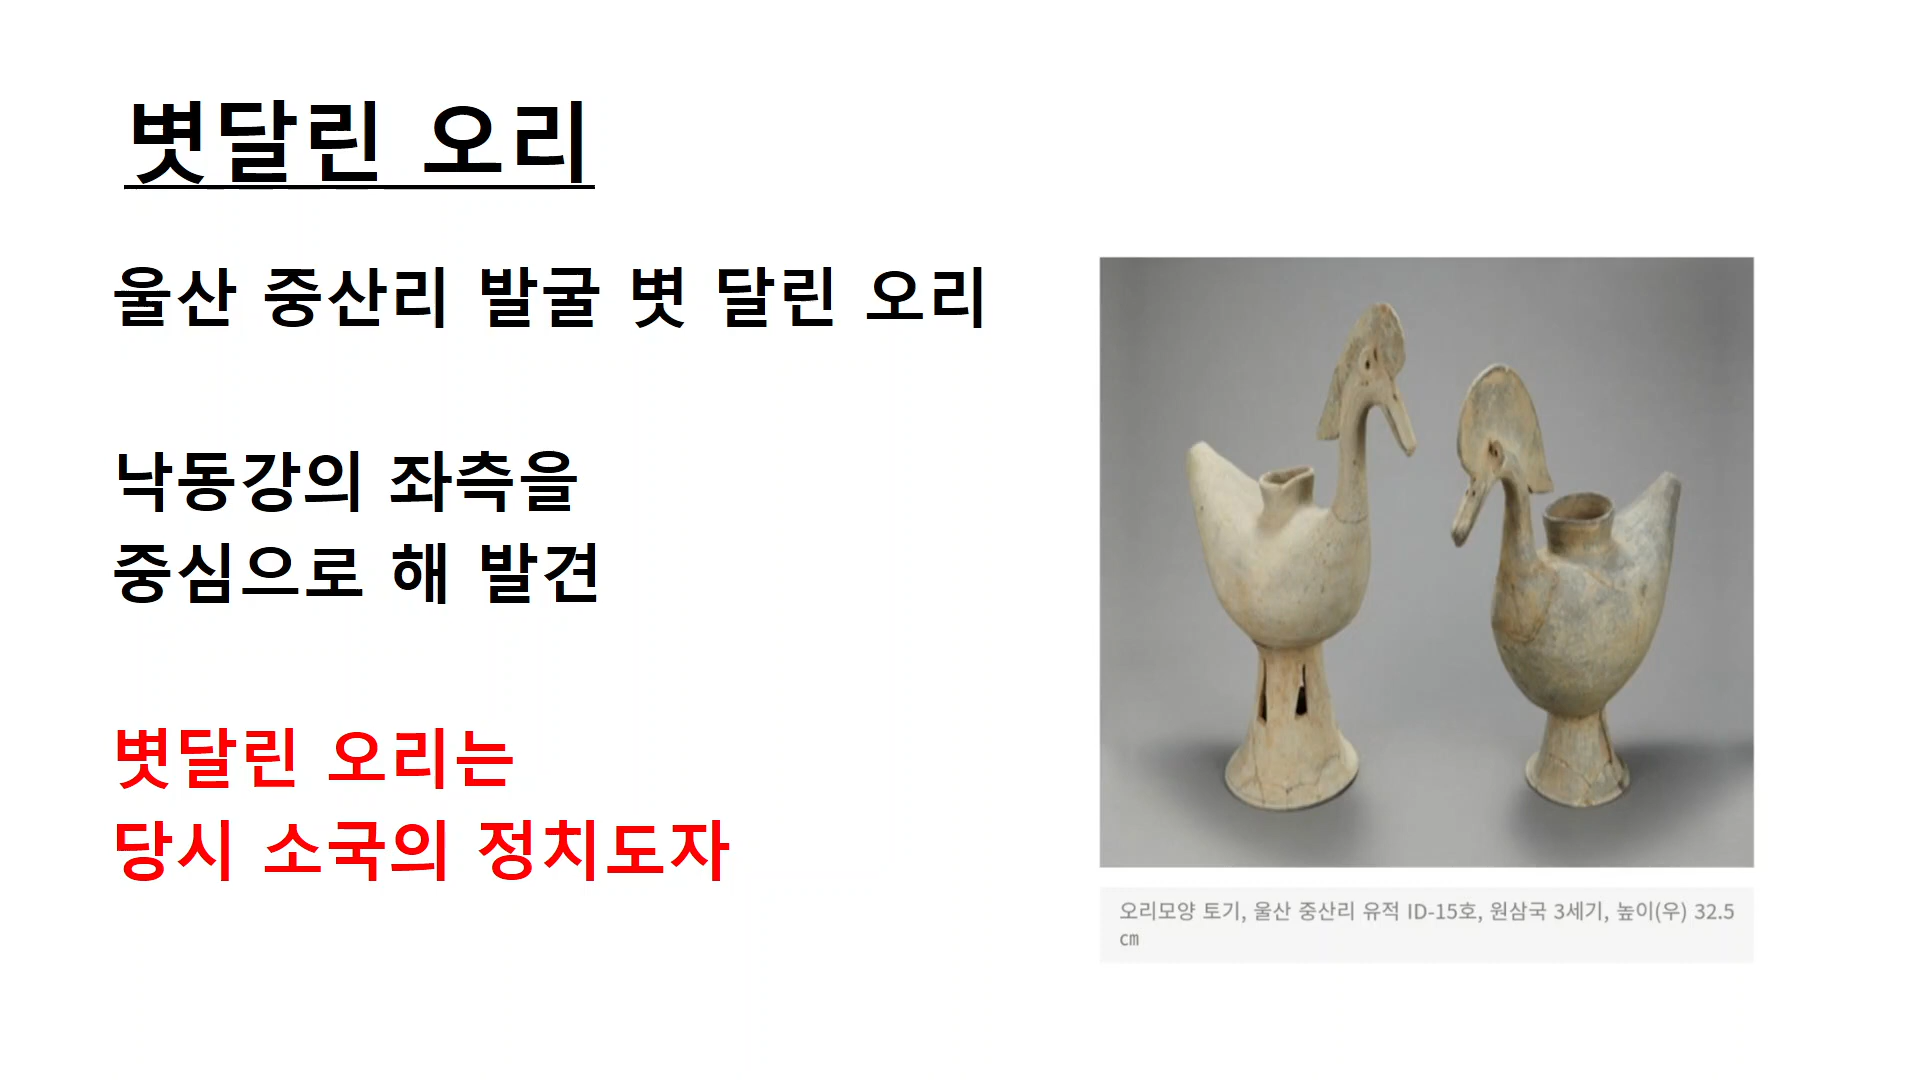 볏달린 오리
울산 중산리 발굴 볏 달린 오리
낙동강의 좌측을
중심으로 해 발견
볏달린 오리는
당시 소국의 정치도자
오리모양 토기, 울산 중산리 유적 ID-15호, 원삼국 3세기, 높이(우) 32.5
㎝